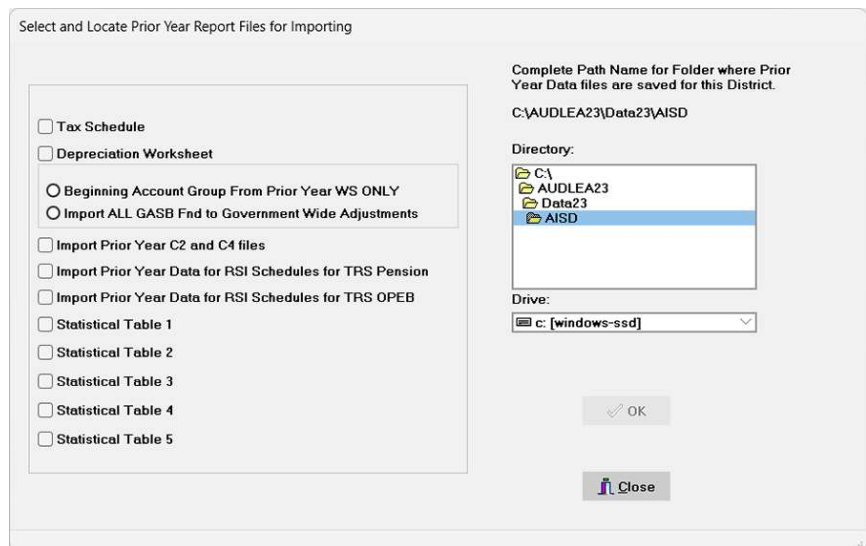 Select and Locate Prior Year Report Files for Importing
Tax Schedule
Depreciation Worksheet
Beginning Account Group From Prior Year WS ONLY
Import ALL GASB Fnd to Government Wide Adjustments
Import Prior Year C2 and C4 files
Import Prior Year Data for RSI Schedules for TRS Pension
Import Prior Year Data for RSI Schedules for TRS OPEB
Statistical Table 1
Statistical Table 2
Statistical Table 3
Statistical Table 4
Statistical Table 5
Complete Path Name for Folder where Prior
Year Data files are saved for this District.
C:\AUDLEA23\Data23\AISD
Directory:
C:\
AUDLEA23
Data23
AISD
Drive:
c: [windows-ssd]
OK
Close